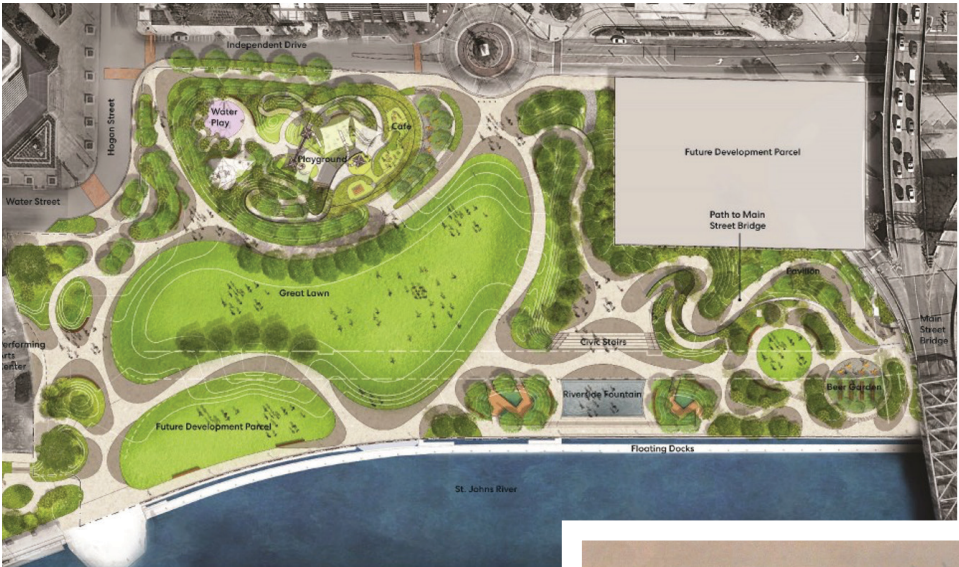 Independent Drive
Hogan Street
Water
Play
Cafe
Playground
Future Development Parcel
Water Street
Path to Main
Street Bridge
Pavilion
Great Lawn
Main
Street
Bridge
Performing
Arts
Center
Civic Stairs
Beer Garden
Riverside Fountain
Future Development Parcel
Floating Docks
St. Johns River